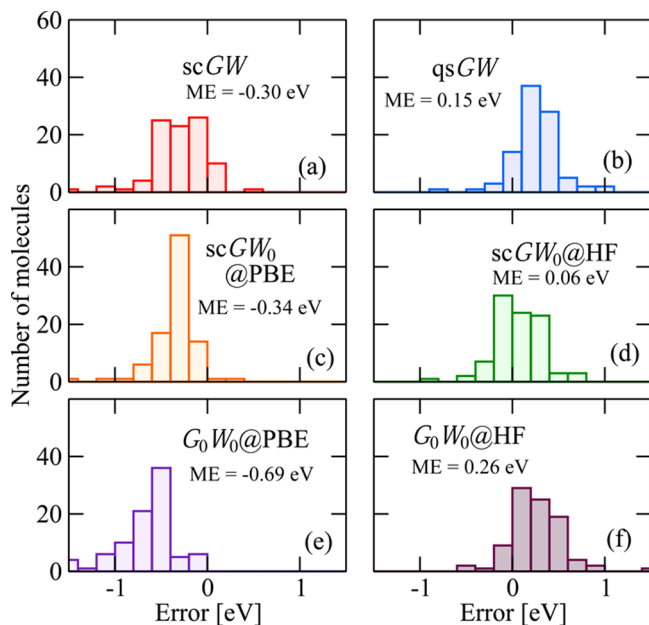 60
40
20
0
scGW
ME = -0.30 eV
(a)
qsGW
ME = 0.15 eV
(b)
Number of molecules
40
20
0
scGW₀
@PBE
ME = -0.34 eV
(c)
scGW₀@HF
ME = 0.06 eV
(d)
40
20
0
G₀W₀@PBE
ME = -0.69 eV
(e)
G₀W₀@HF
ME = 0.26 eV
(f)
-1 0
-1 0 1
Error [eV]
Error [eV]